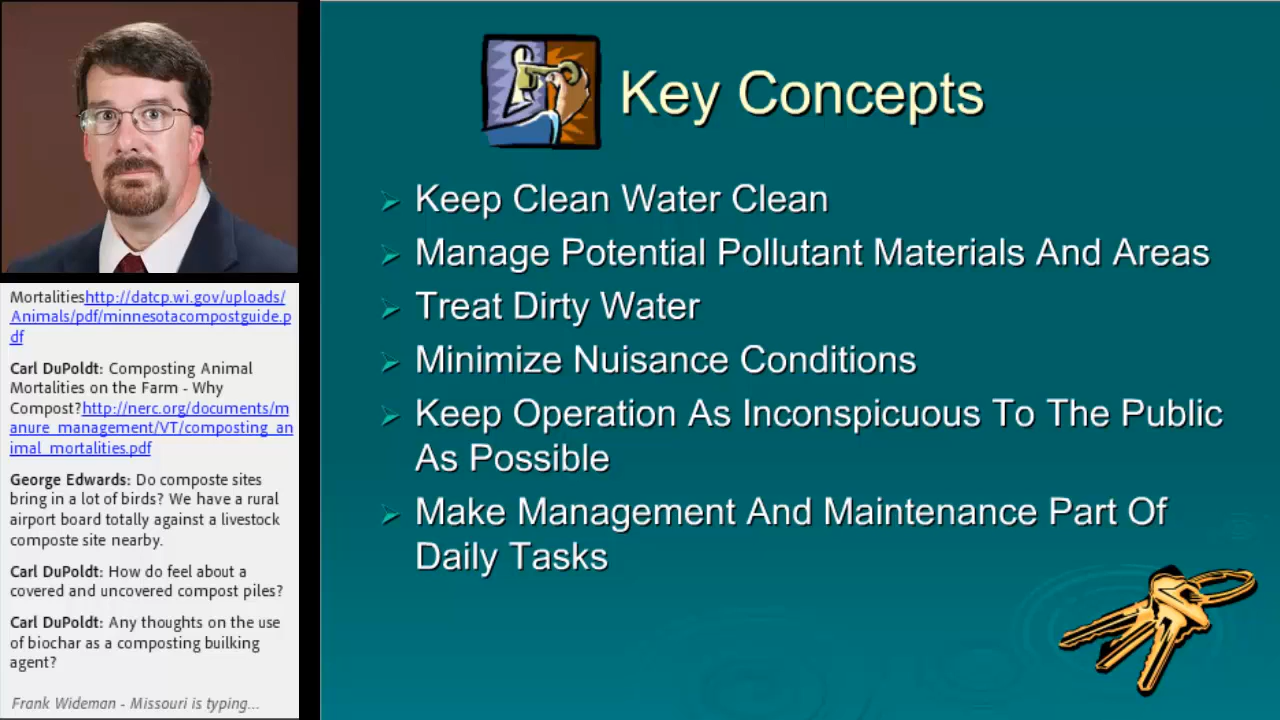 Key Concepts
Keep Clean Water Clean
Manage Potential Pollutant Materials And Areas
Treat Dirty Water
Minimize Nuisance Conditions
Keep Operation As Inconspicuous To The Public
As Possible
Make Management And Maintenance Part Of
Daily Tasks
Mortalitieshttp://datcp.wi.gov/uploads/
Animals/pdf/minnesotacompostguide.p
df
Carl DuPoldt: Composting Animal
Mortalities on the Farm - Why
Compost?http://nerc.org/documents/m
anure_management/VT/composting_an
imal_mortalities.pdf
George Edwards: Do composte sites
bring in a lot of birds? We have a rural
airport board totally against a livestock
composte site nearby.
Carl DuPoldt: How do feel about a
covered and uncovered compost piles?
Carl DuPoldt: Any thoughts on the use
of biochar as a composting builking
agent?
Frank Wideman - Missouri is typing...